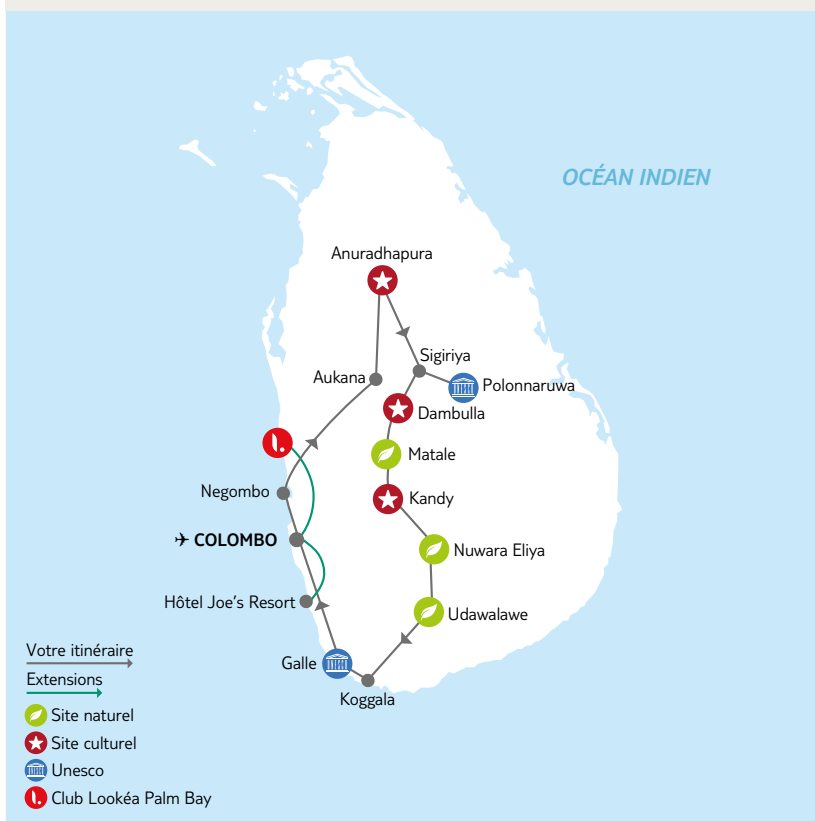 OCÉAN INDIEN
Anuradhapura
Sigiriya
Aukana
Polonnaruwa
Dambulla
Matale
Negombo
Kandy
COLOMBO
Nuwara Eliya
Hôtel Joe's Resort
Udawalawe
Galle
Koggala
Votre itinéraire
Extensions
Site naturel
Site culturel
Unesco
Club Lookéa Palm Bay